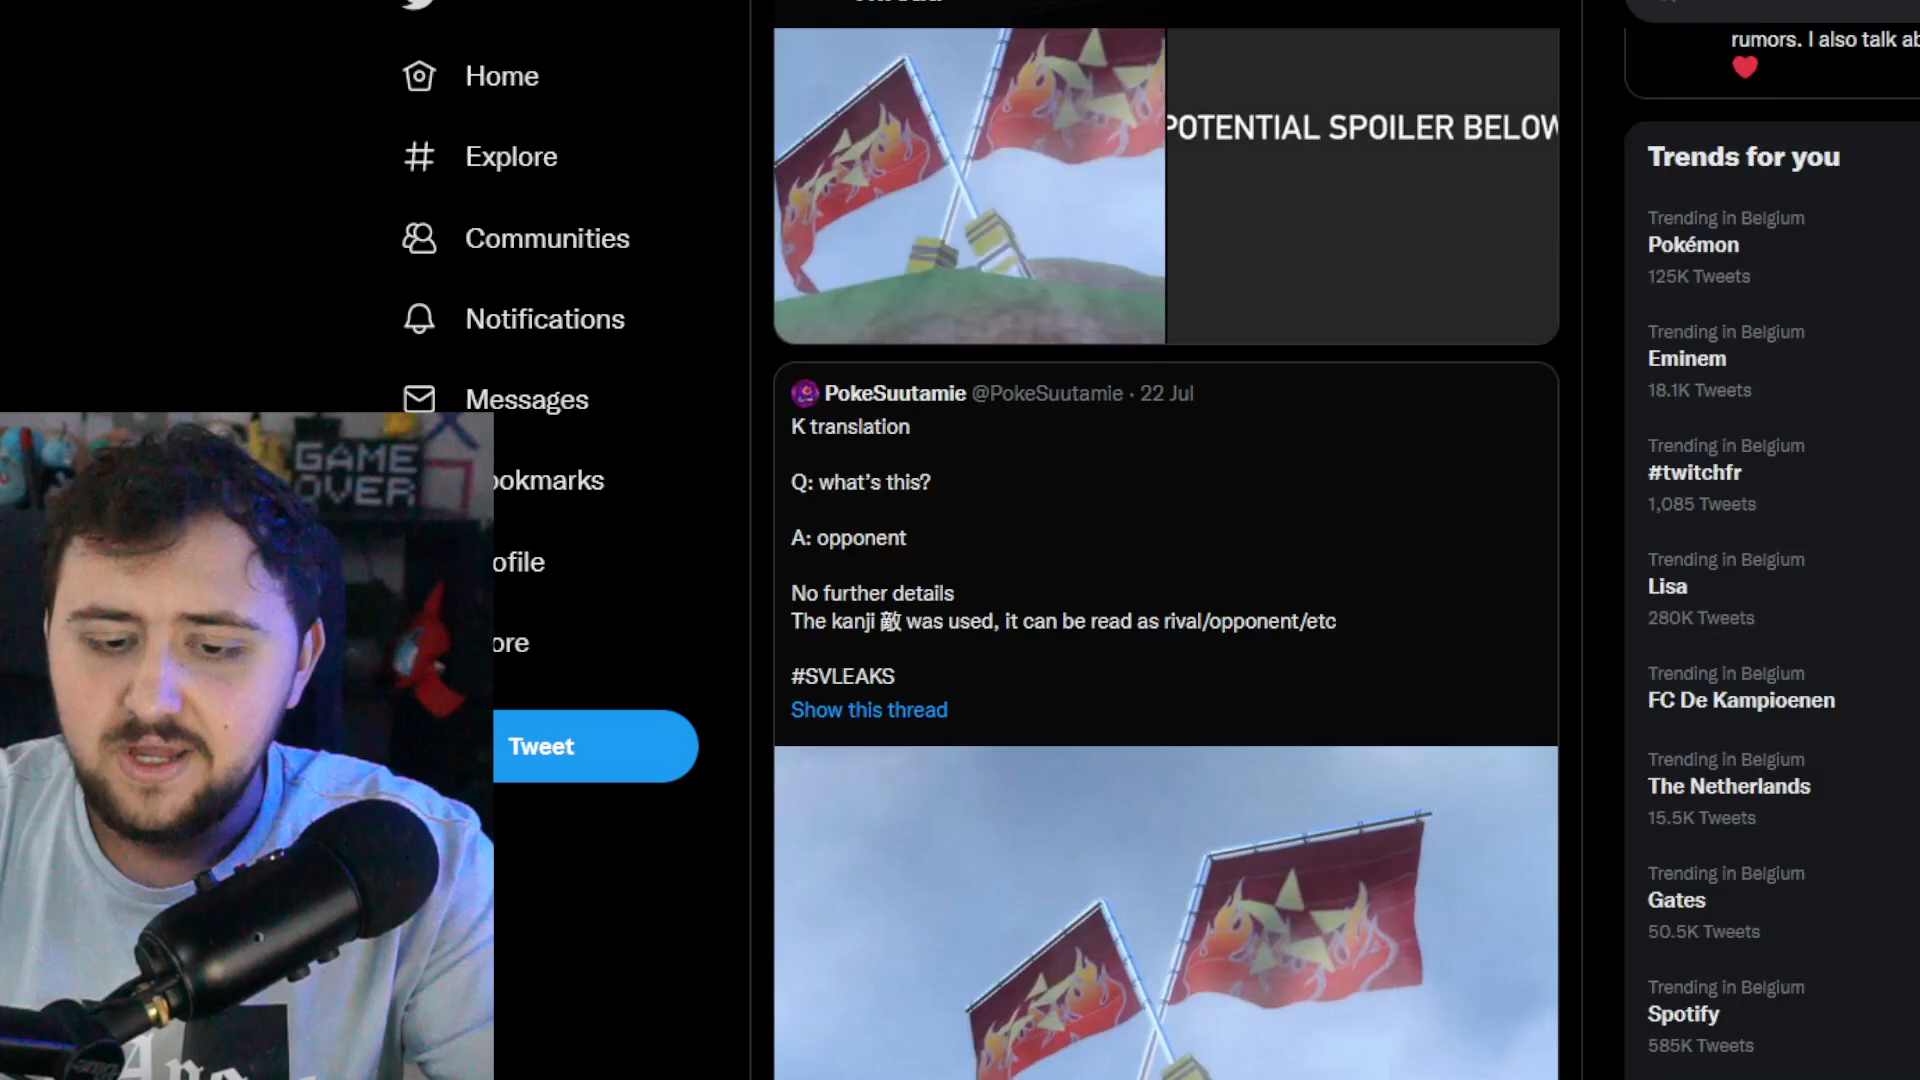 Home
Explore
Communities
Notifications
Messages
ookmarks
ofile
ore
Tweet
GAME
OVER
POTENTIAL SPOILER BELOW
PokeSuutamie @PokeSuutamie · 22 Jul
K translation
Q: what's this?
A: opponent
No further details
The kanji 敵 was used, it can be read as rival/opponent/etc
#SVLEAKS
Show this thread
rumors. I also talk ab
Trends for you
Trending in Belgium
Pokémon
125K Tweets
Trending in Belgium
Eminem
18.1K Tweets
Trending in Belgium
#twitchfr
1,085 Tweets
Trending in Belgium
Lisa
280K Tweets
Trending in Belgium
FC De Kampioenen
Trending in Belgium
The Netherlands
15.5K Tweets
Trending in Belgium
Gates
50.5K Tweets
Trending in Belgium
Spotify
585K Tweets